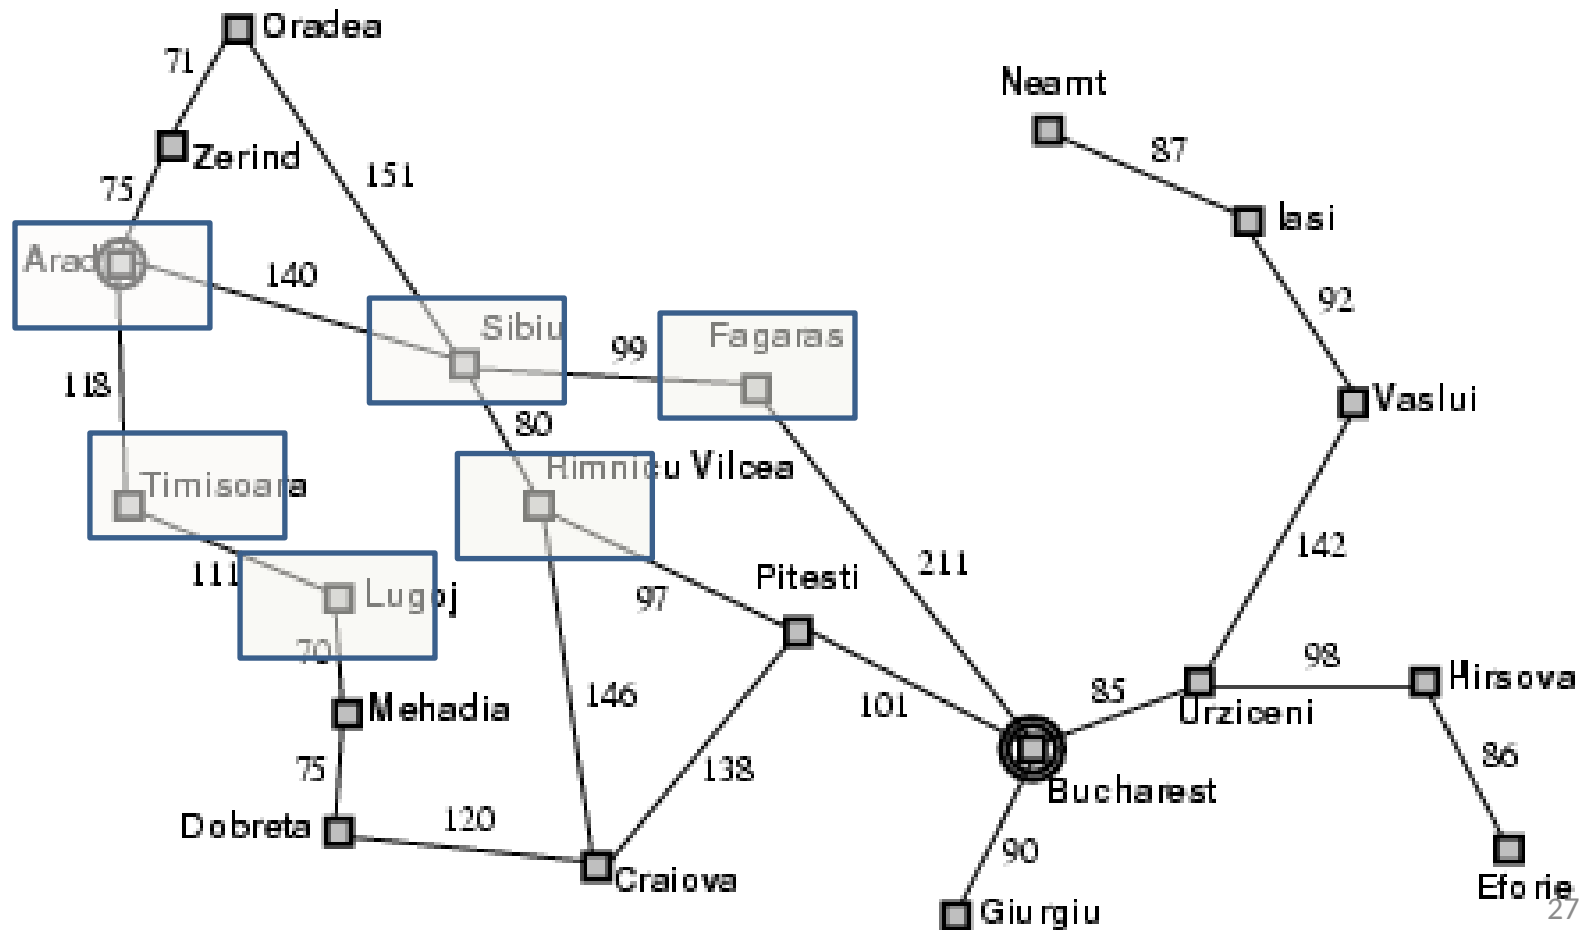 Oradea
71
Neamt
Zerind
87
151
75
Iasi
Arad
140
92
Sibiu
Fagaras
99
118
Vaslui
80
Rimnicu Vilcea
Timisoara
142
211
111
Pitesti
Lugoj
97
70
98
Hirsova
85
146
101
Mehadia
Urziceni
86
75
138
Bucharest
120
Dobreta
90
Craiova
Eforie
Giurgiu
27